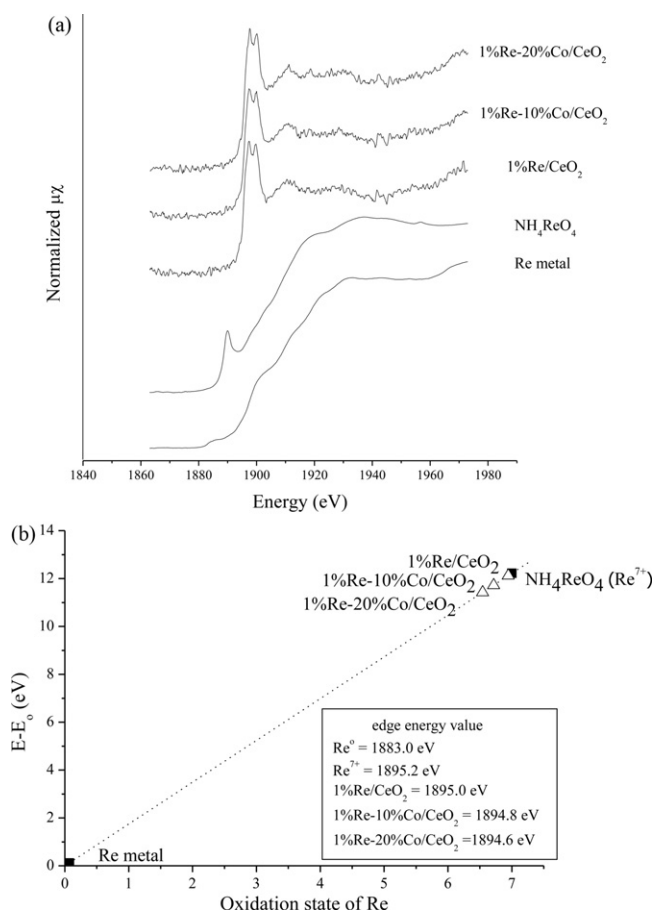 (a)
1%Re-20%Co/CeO₂
1%Re-10%Co/CeO₂
1%Re/CeO₂
NH₄ReO₄
Re metal
Normalized μχ
1840 1860 1880 1900 1920 1940 1960 1980
Energy (eV)
(b)
14
12
10
8
6
4
2
0
E-Eₒ (eV)
1%Re/CeO₂
1%Re-10%Co/CeO₂
NH₄ReO₄ (Re⁷⁺)
1%Re-20%Co/CeO₂
edge energy value
Reᵒ = 1883.0 eV
Re⁷⁺ = 1895.2 eV
1%Re/CeO₂ = 1895.0 eV
1%Re-10%Co/CeO₂ = 1894.8 eV
1%Re-20%Co/CeO₂ =1894.6 eV
Re metal
0 1 2 3 4 5 6 7
Oxidation state of Re